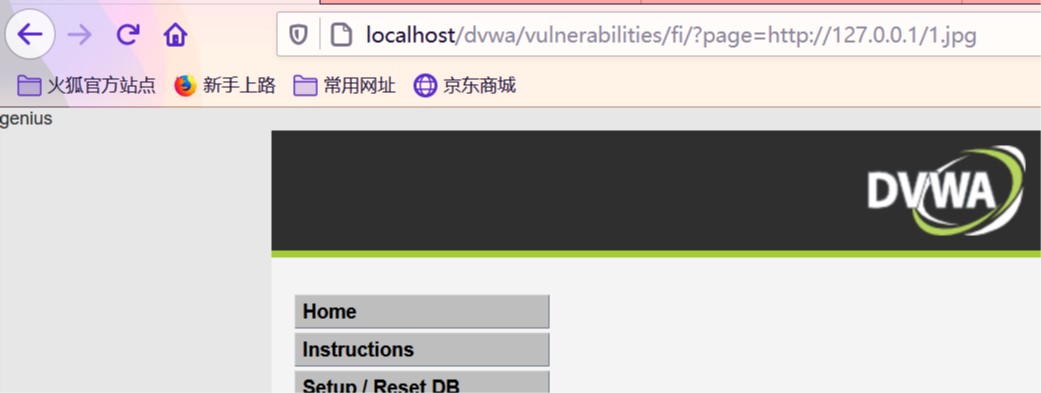 localhost/dvwa/vulnerabilities/fi/?page=http://127.0.0.1/1.jpg
火狐官方站点 新手上路 常用网址 京东商城
genius
DVWA
Home
Instructions
Setup / Reset DB